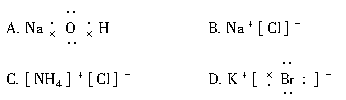 A. Na ·× O ·× H B. Na⁺ [ Cl ]⁻
C. [ NH₄ ]⁺ [ Cl ]⁻ D. K⁺ [ ×· Br : ]⁻